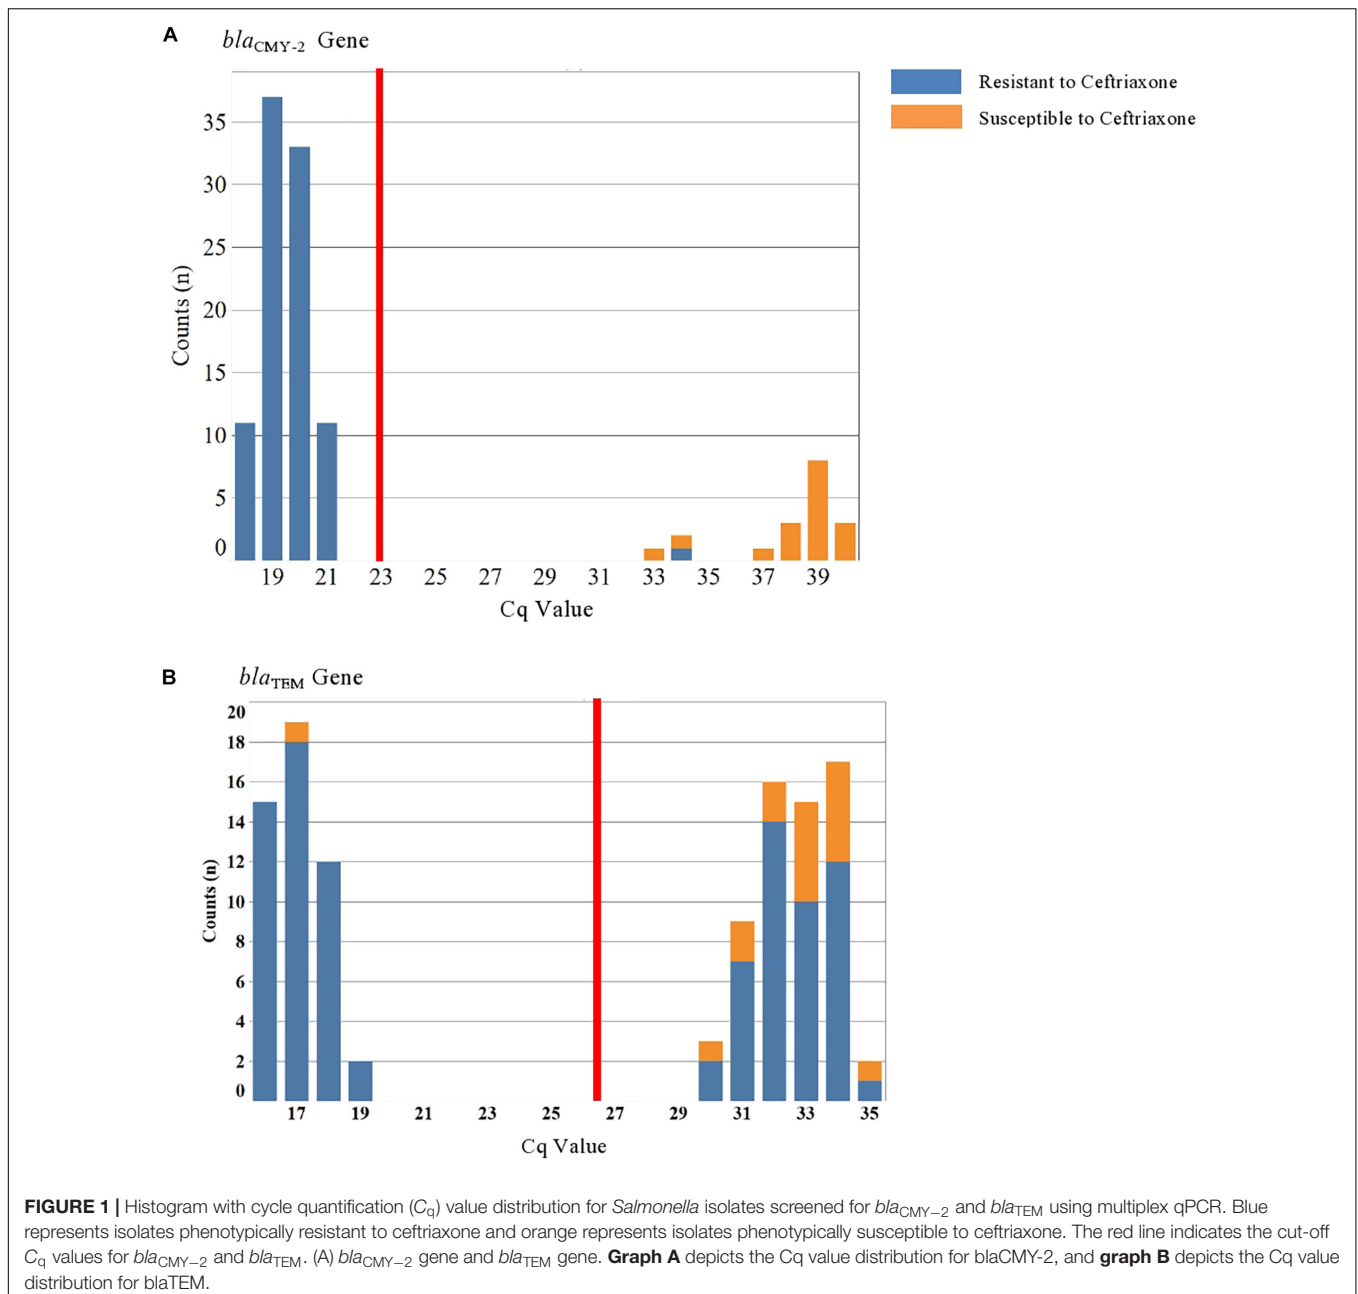 A
blaCMY-2 Gene
Resistant to Ceftriaxone
Susceptible to Ceftriaxone
Counts (n)
35
30
25
20
15
10
5
0
19 21 23 25 27 29 31 33 35 37 39
Cq Value
B
blaTEM Gene
Counts (n)
20
18
16
14
12
10
8
6
4
2
0
17 19 21 23 25 27 29 31 33 35
Cq Value
FIGURE 1 | Histogram with cycle quantification (Cq) value distribution for Salmonella isolates screened for blaCMY−2 and blaTEM using multiplex qPCR. Blue
represents isolates phenotypically resistant to ceftriaxone and orange represents isolates phenotypically susceptible to ceftriaxone. The red line indicates the cut-off
Cq values for blaCMY−2 and blaTEM. (A) blaCMY−2 gene and blaTEM gene. Graph A depicts the Cq value distribution for blaCMY-2, and graph B depicts the Cq value
distribution for blaTEM.